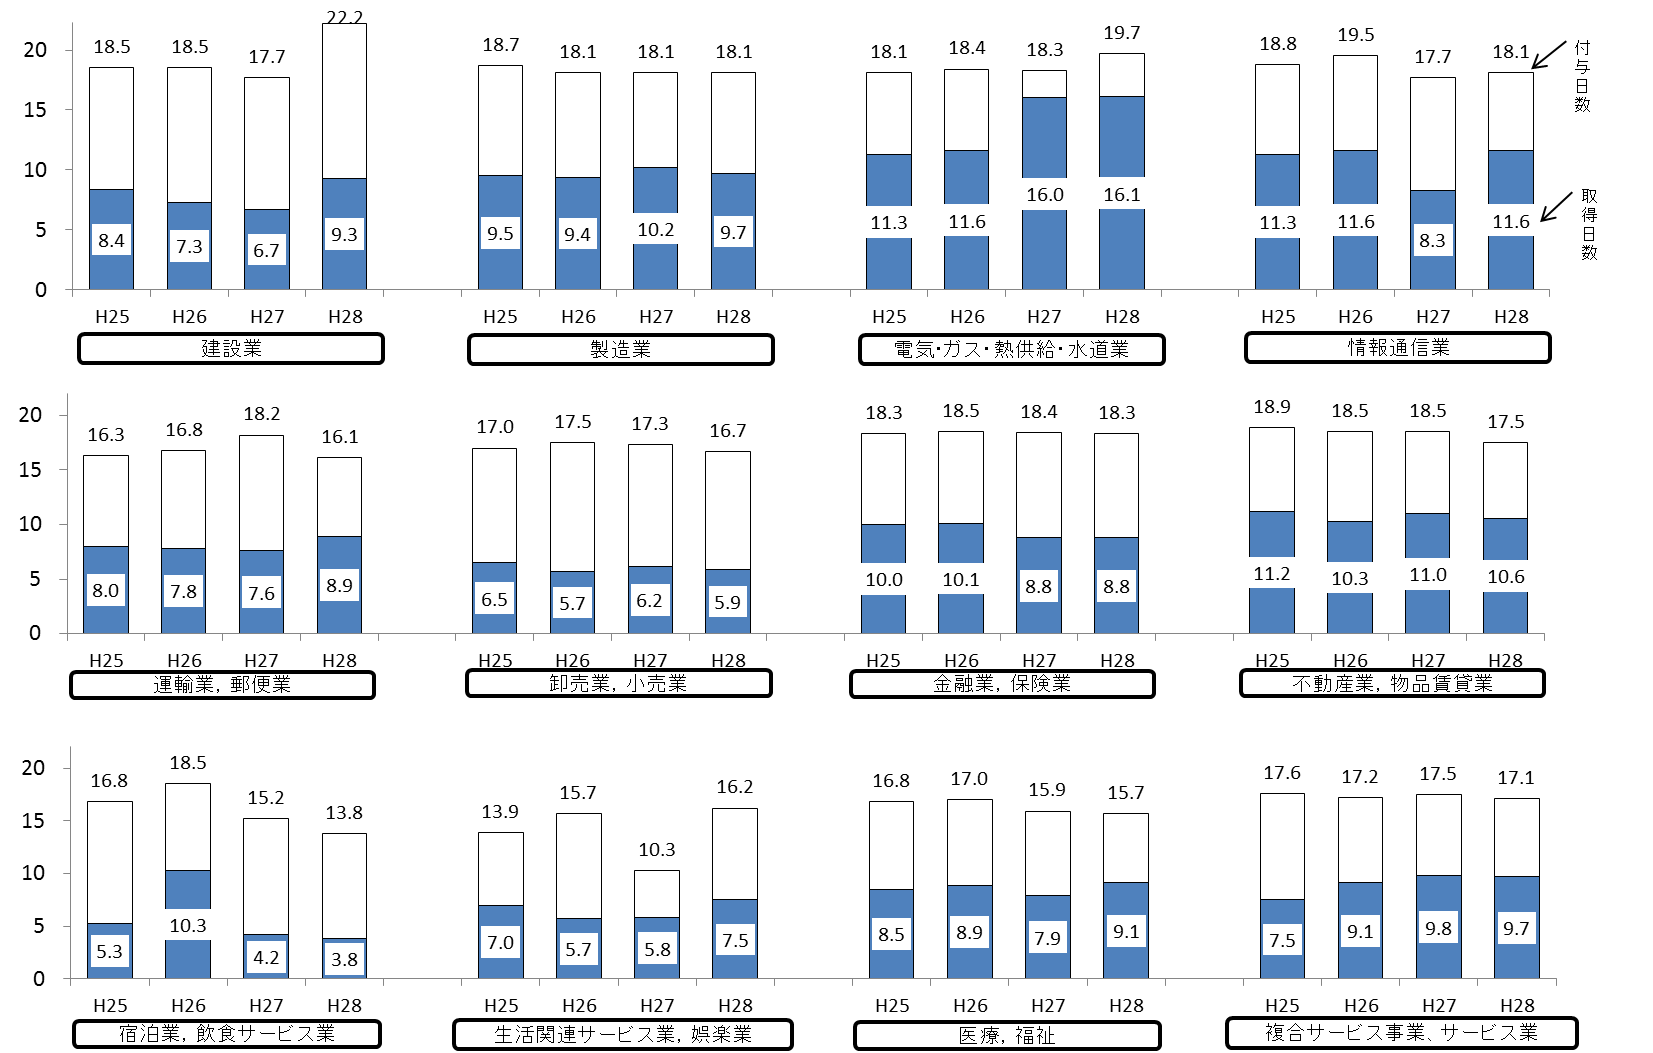 22.2
18.5 18.5 17.7 18.7 18.1 18.1 18.1 18.1 18.4 18.3 19.7 18.8 19.5 17.7 18.1
付与日数
20
15
10
5
0
取得日数
8.4 7.3 6.7 9.3 9.5 9.4 10.2 9.7 11.3 11.6 16.0 16.1 11.3 11.6 8.3 11.6
H25 H26 H27 H28 H25 H26 H27 H28 H25 H26 H27 H28 H25 H26 H27 H28
建設業 製造業 電気・ガス・熱供給・水道業 情報通信業
16.3 16.8 18.2 16.1 17.0 17.5 17.3 16.7 18.3 18.5 18.4 18.3 18.9 18.5 18.5 17.5
20
15
10
5
0
8.0 7.8 7.6 8.9 6.5 5.7 6.2 5.9 10.0 10.1 8.8 8.8 11.2 10.3 11.0 10.6
H25 H26 H27 H28 H25 H26 H27 H28 H25 H26 H27 H28 H25 H26 H27 H28
運輸業，郵便業 卸売業，小売業 金融業，保険業 不動産業，物品賃貸業
16.8 18.5 15.2 13.8 13.9 15.7 10.3 16.2 16.8 17.0 15.9 15.7 17.6 17.2 17.5 17.1
20
15
10
5
0
5.3 10.3 4.2 3.8 7.0 5.7 5.8 7.5 8.5 8.9 7.9 9.1 7.5 9.1 9.8 9.7
H25 H26 H27 H28 H25 H26 H27 H28 H25 H26 H27 H28 H25 H26 H27 H28
宿泊業，飲食サービス業 生活関連サービス業，娯楽業 医療，福祉 複合サービス事業、サービス業